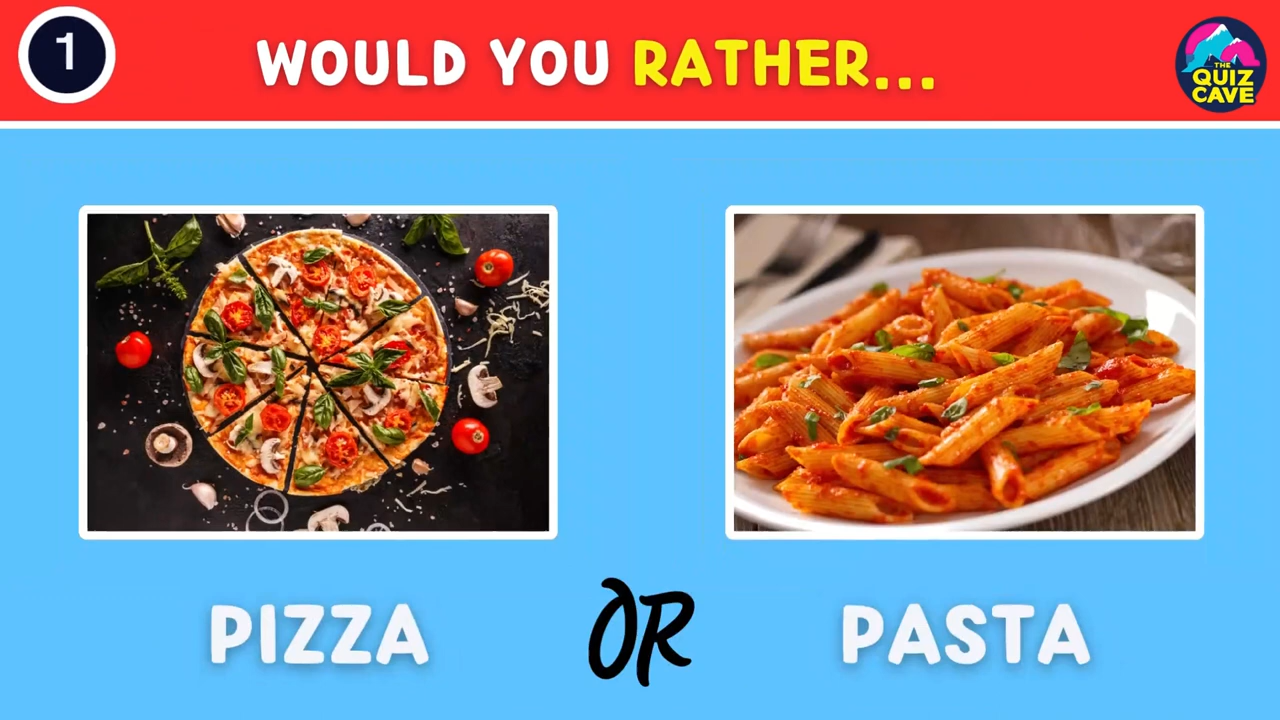 1
WOULD YOU RATHER...
THE
QUIZ
CAVE
PIZZA
OR
PASTA